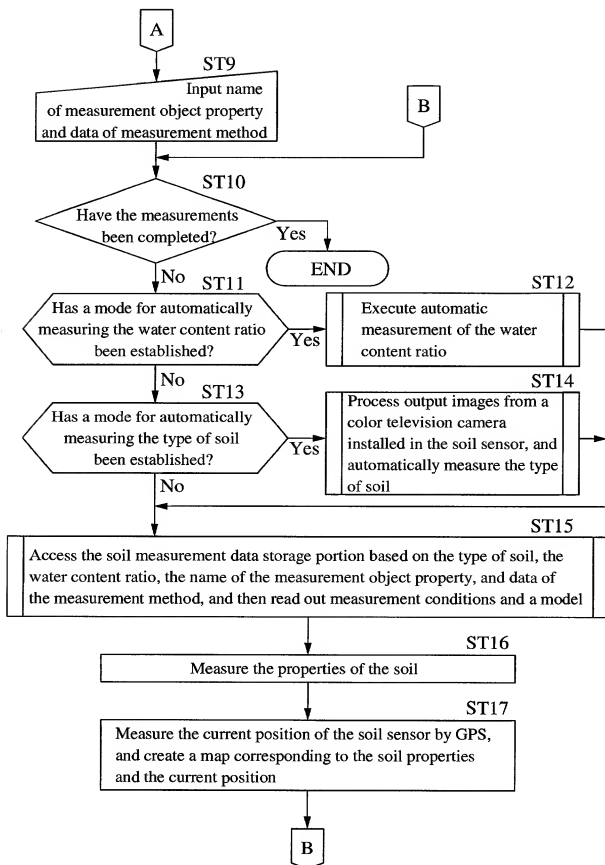 A
ST9
Input name
of measurement object property
and data of measurement method
B
ST10
Have the measurements
been completed?
Yes
END
No
ST11
Has a mode for automatically
measuring the water content ratio
been established?
Yes
ST12
Execute automatic
measurement of the water
content ratio
No
ST13
Has a mode for automatically
measuring the type of soil
been established?
Yes
ST14
Process output images from a
color television camera
installed in the soil sensor, and
automatically measure the type
of soil
No
ST15
Access the soil measurement data storage portion based on the type of soil, the
water content ratio, the name of the measurement object property, and data of
the measurement method, and then read out measurement conditions and a model
ST16
Measure the properties of the soil
ST17
Measure the current position of the soil sensor by GPS,
and create a map corresponding to the soil properties
and the current position
B